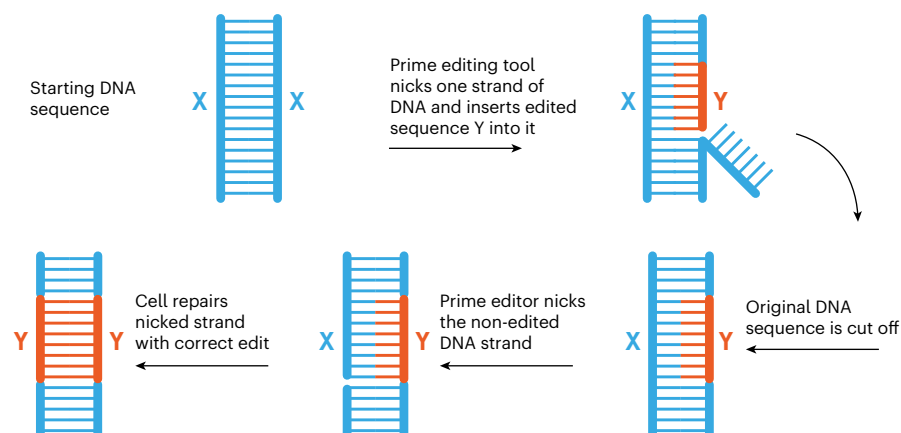 Starting DNA
sequence
X
X
Prime editing tool
nicks one strand of
DNA and inserts edited
sequence Y into it
X
Y
Original DNA
sequence is cut off
X
Y
Prime editor nicks
the non-edited
DNA strand
X
Y
Cell repairs
nicked strand
with correct edit
Y
Y